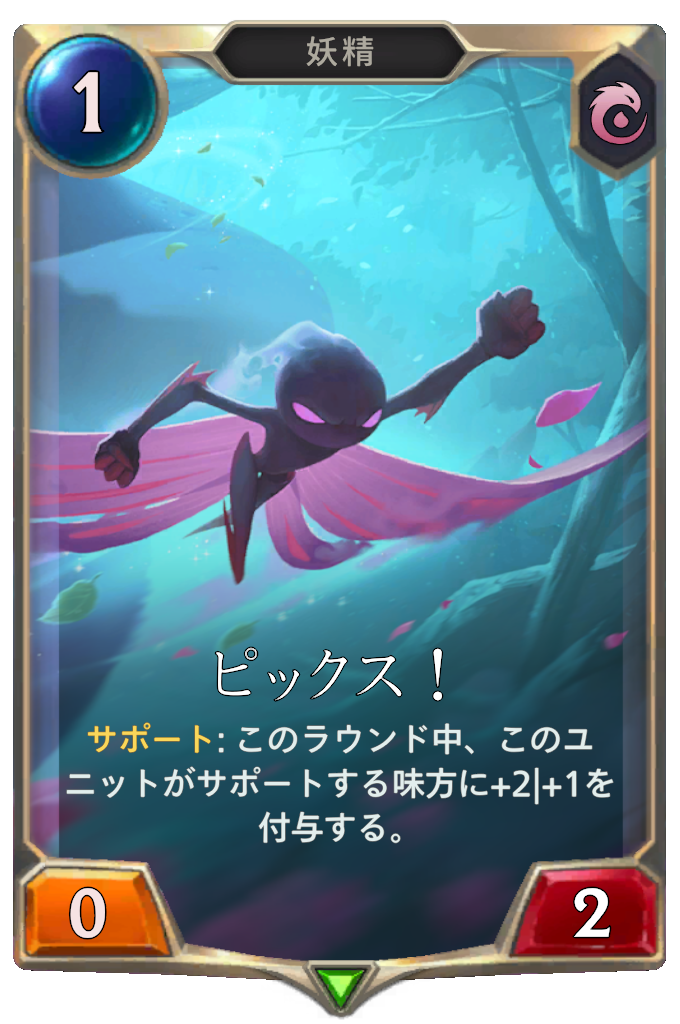 妖精
1
ピックス！
サポート: このラウンド中、このユ
ニットがサポートする味方に+2|+1を
付与する。
0
2